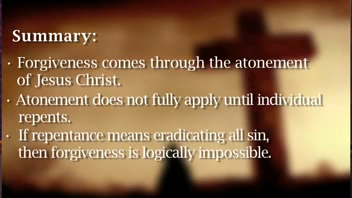 Summary:
· Forgiveness comes through the atonement
of Jesus Christ.
· Atonement does not fully apply until individual
repents.
· If repentance means eradicating all sin,
then forgiveness is logically impossible.